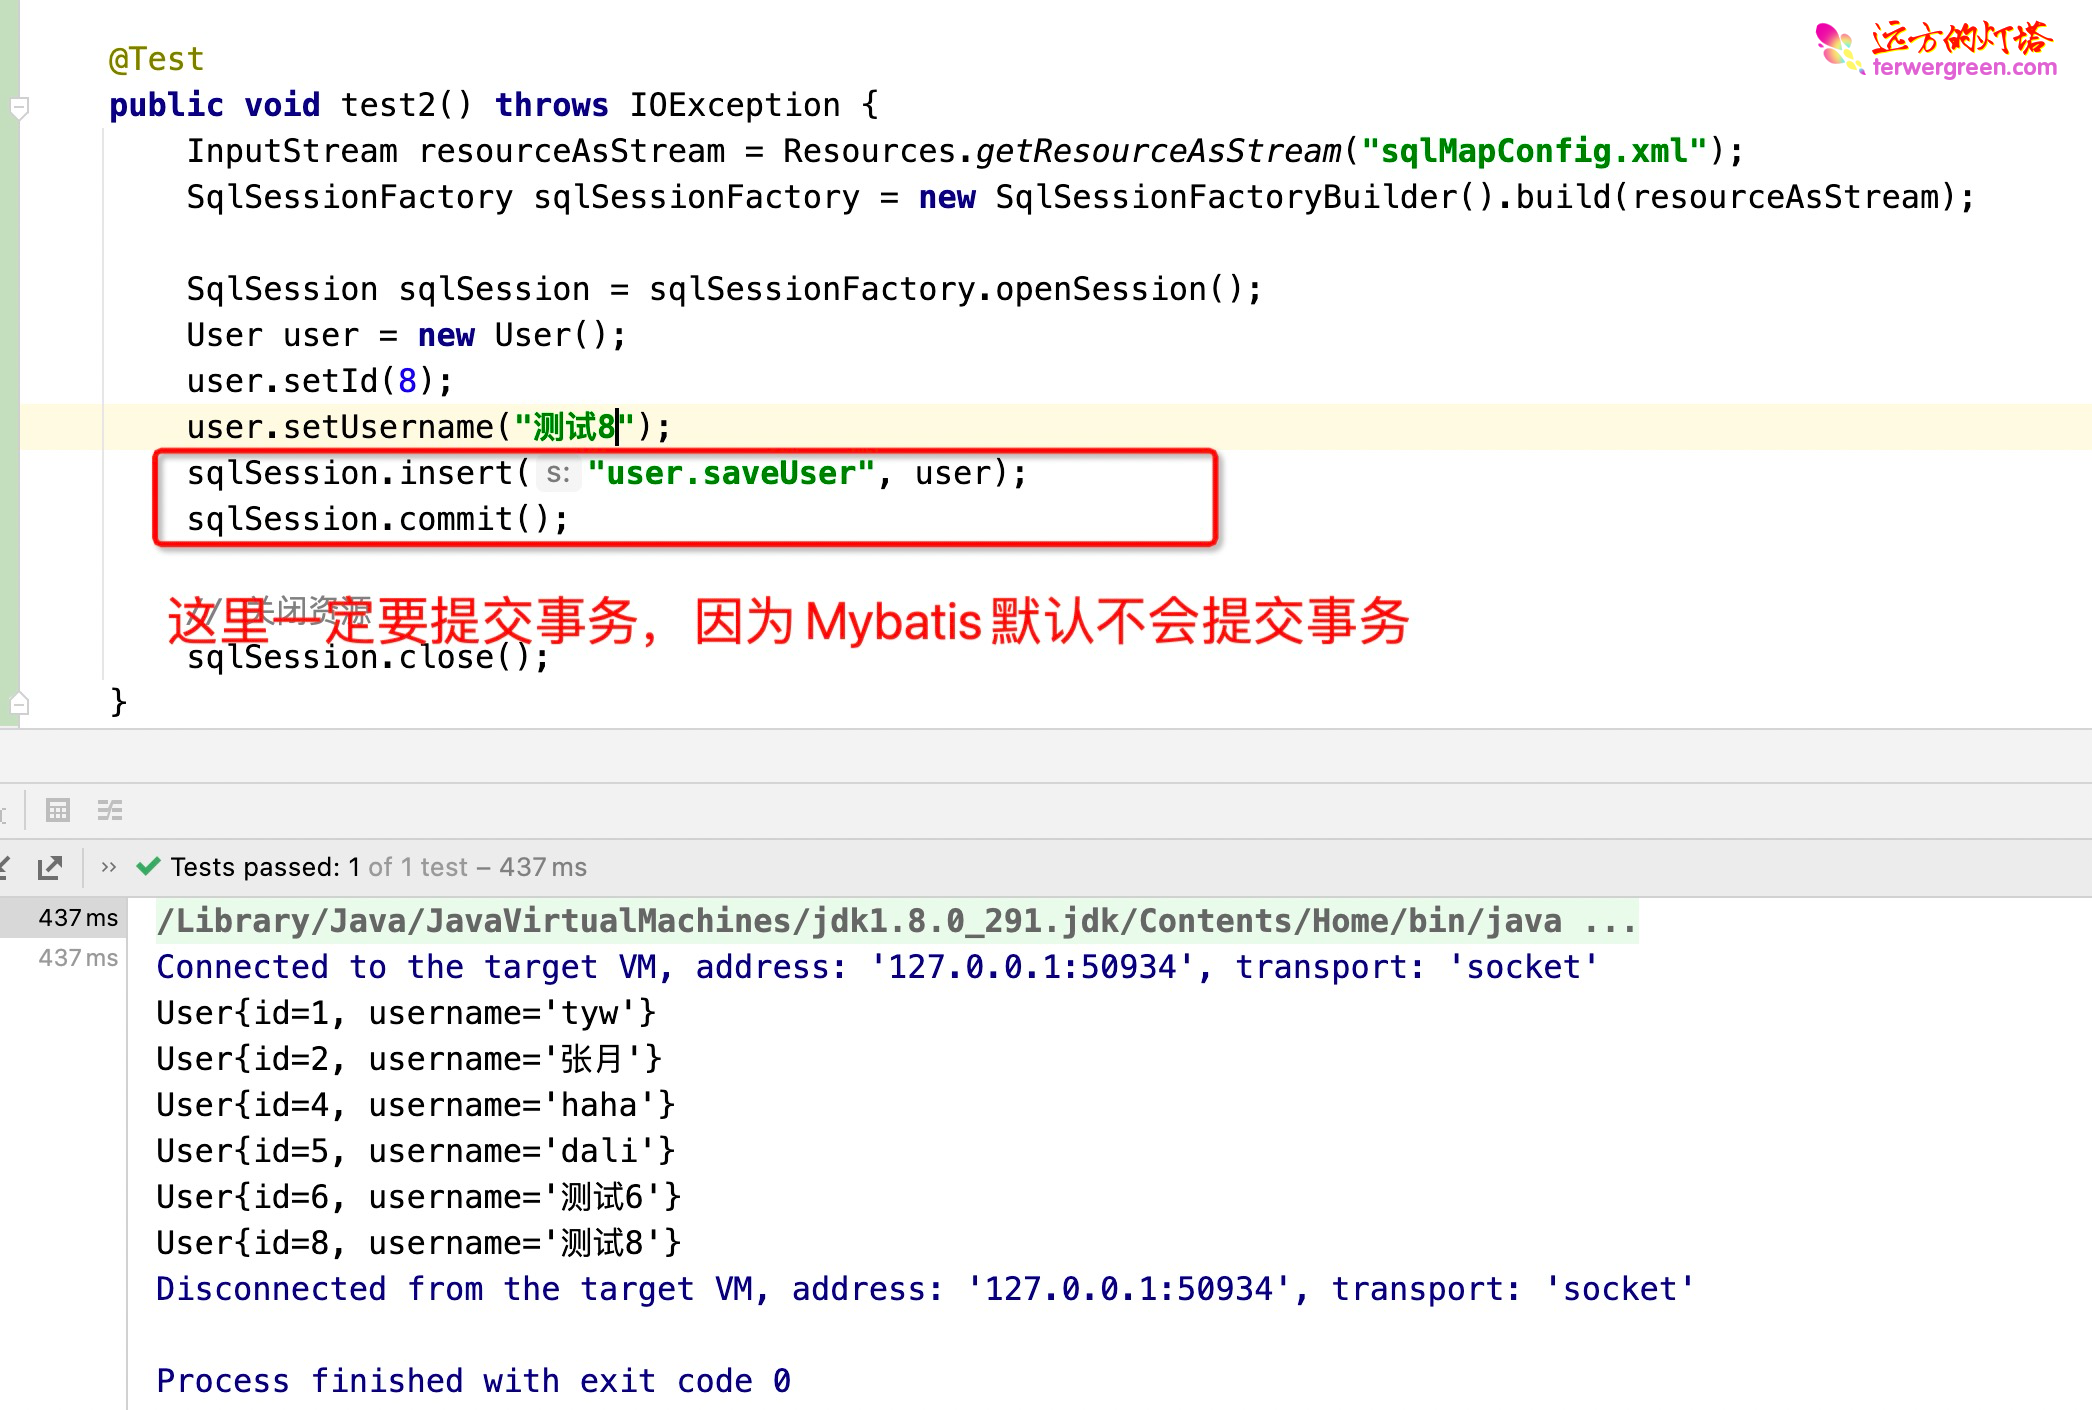 远方的灯塔
terwergreen.com
@Test
public void test2() throws IOException {
InputStream resourceAsStream = Resources.getResourceAsStream("sqlMapConfig.xml");
SqlSessionFactory sqlSessionFactory = new SqlSessionFactoryBuilder().build(resourceAsStream);
SqlSession sqlSession = sqlSessionFactory.openSession();
User user = new User();
user.setId(8);
user.setUsername("测试8");
sqlSession.insert( s: "user.saveUser", user);
sqlSession.commit();
// 关闭资源
这里一定要提交事务，因为Mybatis默认不会提交事务
sqlSession.close();
}
» Tests passed: 1 of 1 test – 437 ms
437 ms
437 ms
/Library/Java/JavaVirtualMachines/jdk1.8.0_291.jdk/Contents/Home/bin/java ...
Connected to the target VM, address: '127.0.0.1:50934', transport: 'socket'
User{id=1, username='tyw'}
User{id=2, username='张月'}
User{id=4, username='haha'}
User{id=5, username='dali'}
User{id=6, username='测试6'}
User{id=8, username='测试8'}
Disconnected from the target VM, address: '127.0.0.1:50934', transport: 'socket'
Process finished with exit code 0